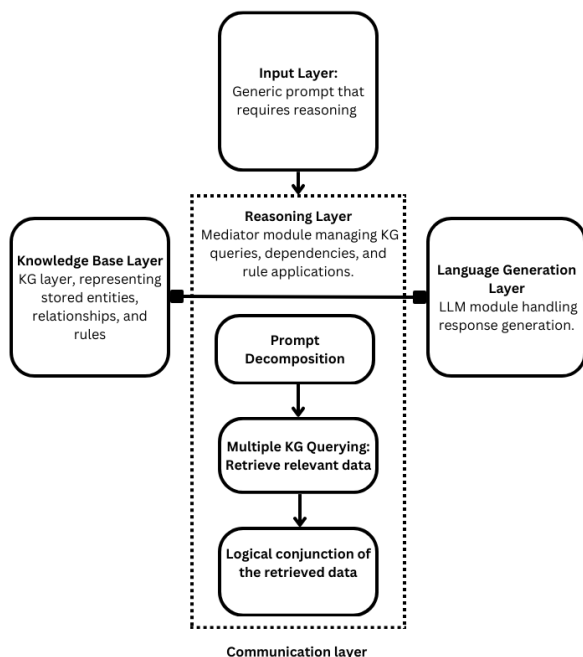 Input Layer:
Generic prompt that
requires reasoning
Reasoning Layer
Mediator module managing KG
queries, dependencies, and
rule applications.
Knowledge Base Layer
KG layer, representing
stored entities,
relationships, and
rules
Language Generation
Layer
LLM module handling
response generation.
Prompt
Decomposition
Multiple KG Querying:
Retrieve relevant data
Logical conjunction of
the retrieved data
Communication layer